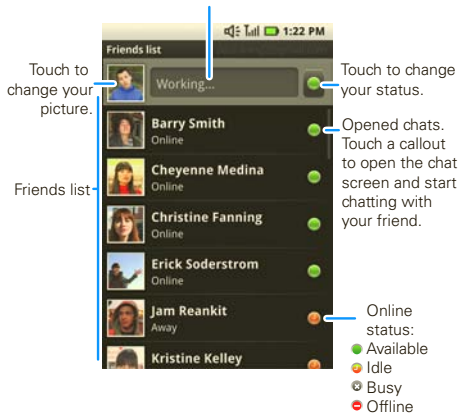 1:22 PM
Friends list
Touch to
change your
picture.
Working...
Touch to change
your status.
Barry Smith
Online
Opened chats.
Touch a callout
to open the chat
screen and start
chatting with
your friend.
Friends list
Cheyenne Medina
Online
Christine Fanning
Online
Erick Soderstrom
Online
Jam Reankit
Away
Kristine Kelley
Online
status:
Available
Idle
Busy
Offline